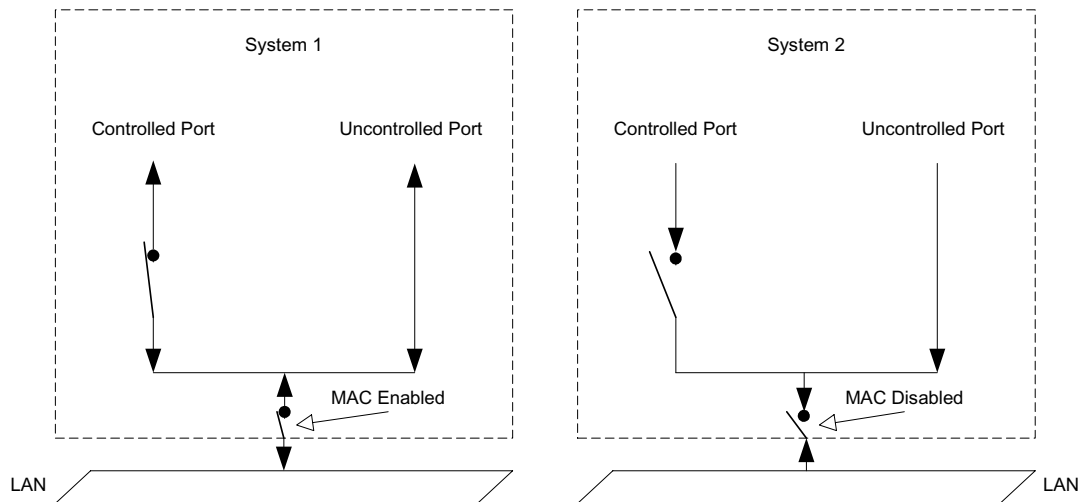 System 1
System 2
Controlled Port
Uncontrolled Port
Controlled Port
Uncontrolled Port
MAC Enabled
MAC Disabled
LAN
LAN